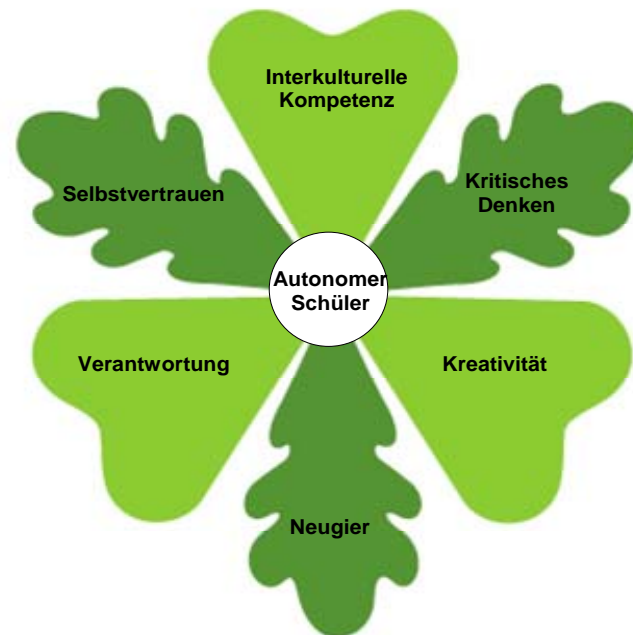 Interkulturelle
Kompetenz
Selbstvertrauen
Kritisches
Denken
Autonomer
Schüler
Verantwortung
Kreativität
Neugier